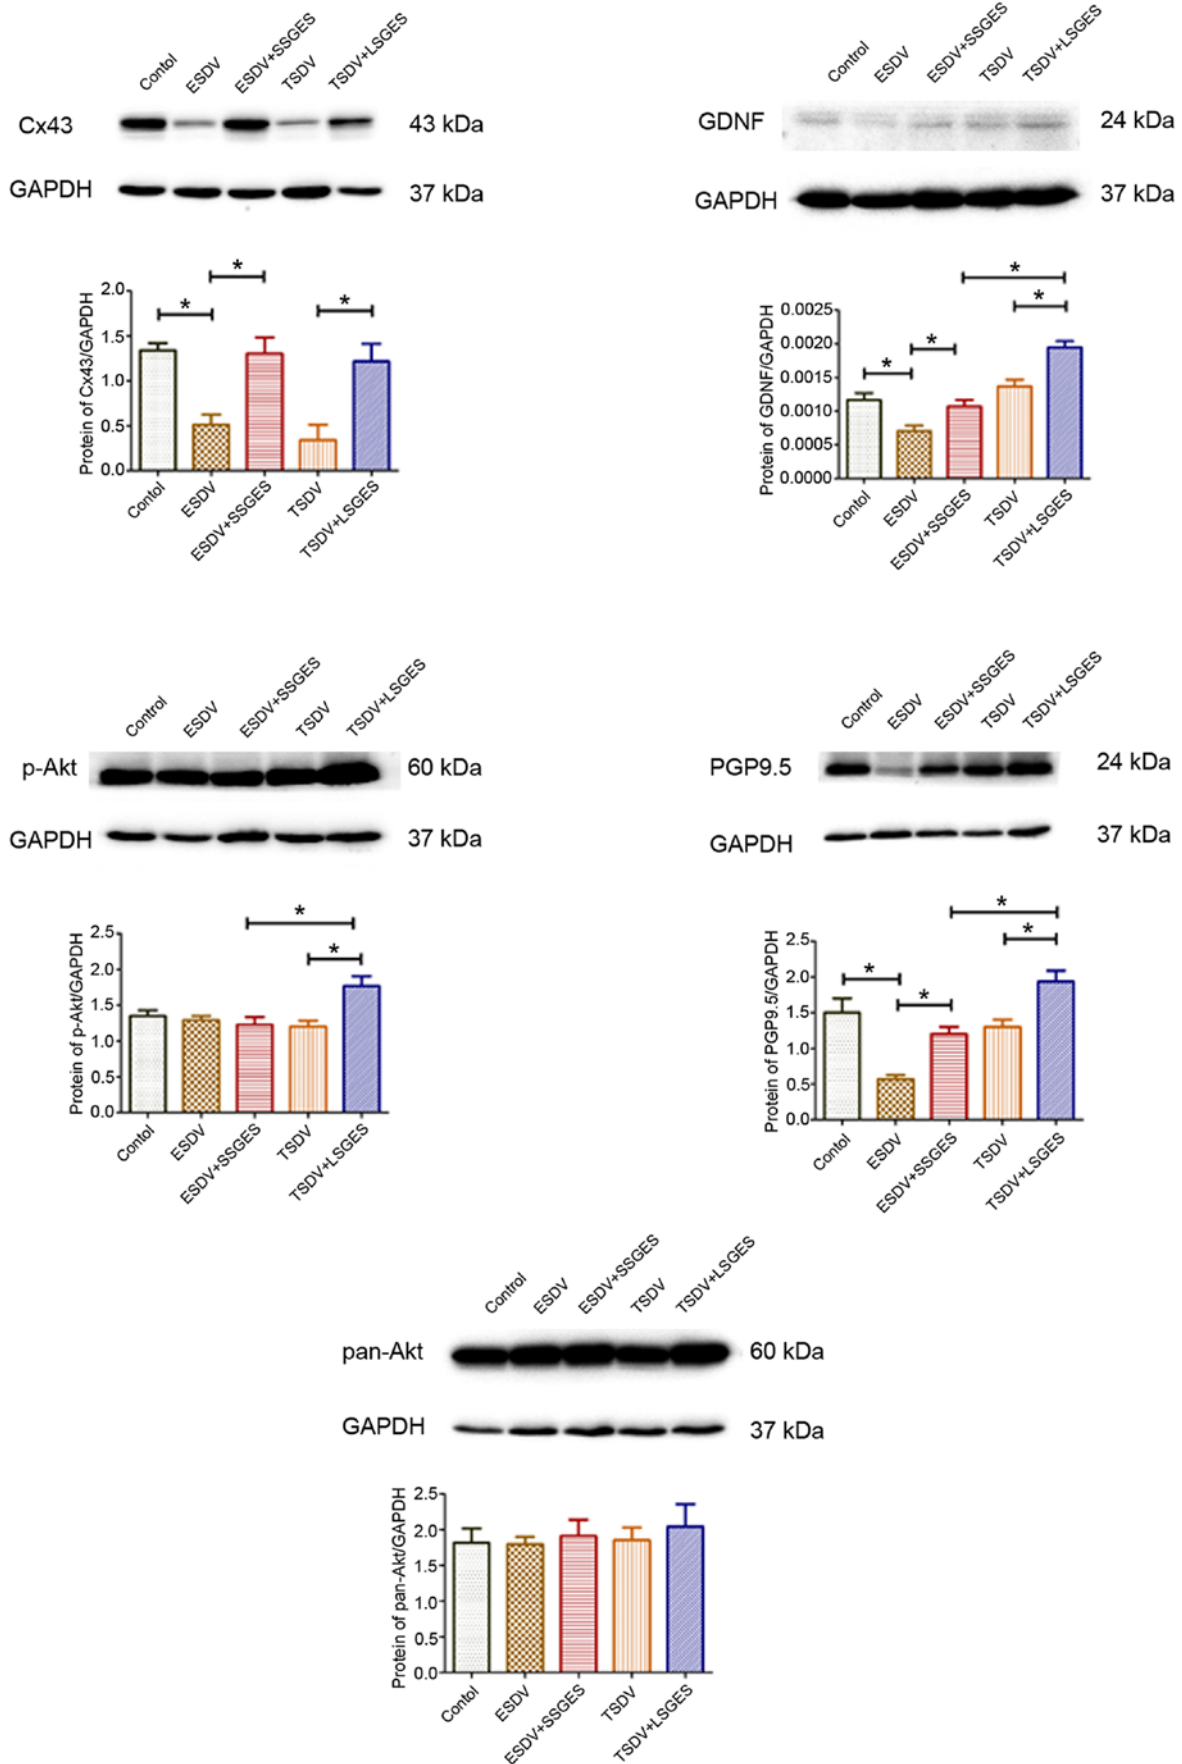 Contol ESDV ESDV+SSGES TSDV TSDV+LSGES
Cx43 43 kDa
GAPDH 37 kDa
* * *
Protein of Cx43/GAPDH
2.0
1.5
1.0
0.5
0.0
Contol ESDV ESDV+SSGES TSDV TSDV+LSGES
Control ESDV ESDV+SSGES TSDV TSDV+LSGES
GDNF 24 kDa
GAPDH 37 kDa
* * * *
Protein of GDNF/GAPDH
0.0025
0.0020
0.0015
0.0010
0.0005
0.0000
Contol ESDV ESDV+SSGES TSDV TSDV+LSGES
Control ESDV ESDV+SSGES TSDV TSDV+LSGES
p-Akt 60 kDa
GAPDH 37 kDa
* *
Protein of p-Akt/GAPDH
2.5
2.0
1.5
1.0
0.5
0.0
Contol ESDV ESDV+SSGES TSDV TSDV+LSGES
Control ESDV ESDV+SSGES TSDV TSDV+LSGES
PGP9.5 24 kDa
GAPDH 37 kDa
* * * *
Protein of PGP9.5/GAPDH
2.5
2.0
1.5
1.0
0.5
0.0
Contol ESDV ESDV+SSGES TSDV TSDV+LSGES
Control ESDV ESDV+SSGES TSDV TSDV+LSGES
pan-Akt 60 kDa
GAPDH 37 kDa
Protein of pan-Akt/GAPDH
2.5
2.0
1.5
1.0
0.5
0.0
Contol ESDV ESDV+SSGES TSDV TSDV+LSGES